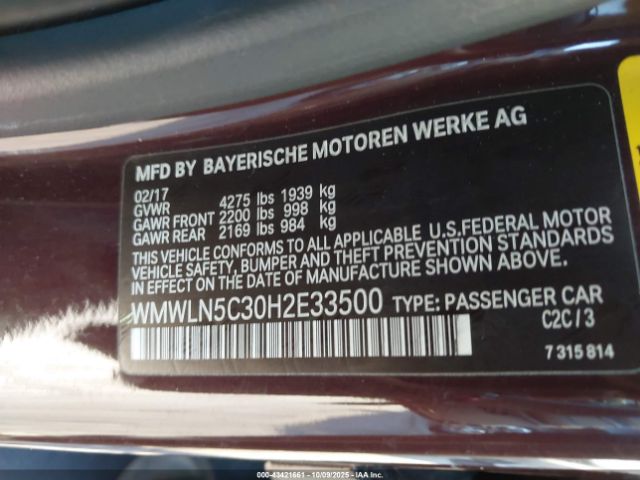 MFD BY BAYERISCHE MOTOREN WERKE AG
02/17
GVWR 4275 lbs 1939 kg
GAWR FRONT 2200 lbs 998 kg
GAWR REAR 2169 lbs 984 kg
THIS VEHICLE CONFORMS TO ALL APPLICABLE U.S.FEDERAL MOTOR
VEHICLE SAFETY, BUMPER AND THEFT PREVENTION STANDARDS
IN EFFECT ON THE DATE OF MANUFACTURE SHOWN ABOVE.
WMWLN5C30H2E33500 TYPE: PASSENGER CAR
C2C / 3
7 315 814
000-43421661 - 10/09/2025 - IAAI.COM